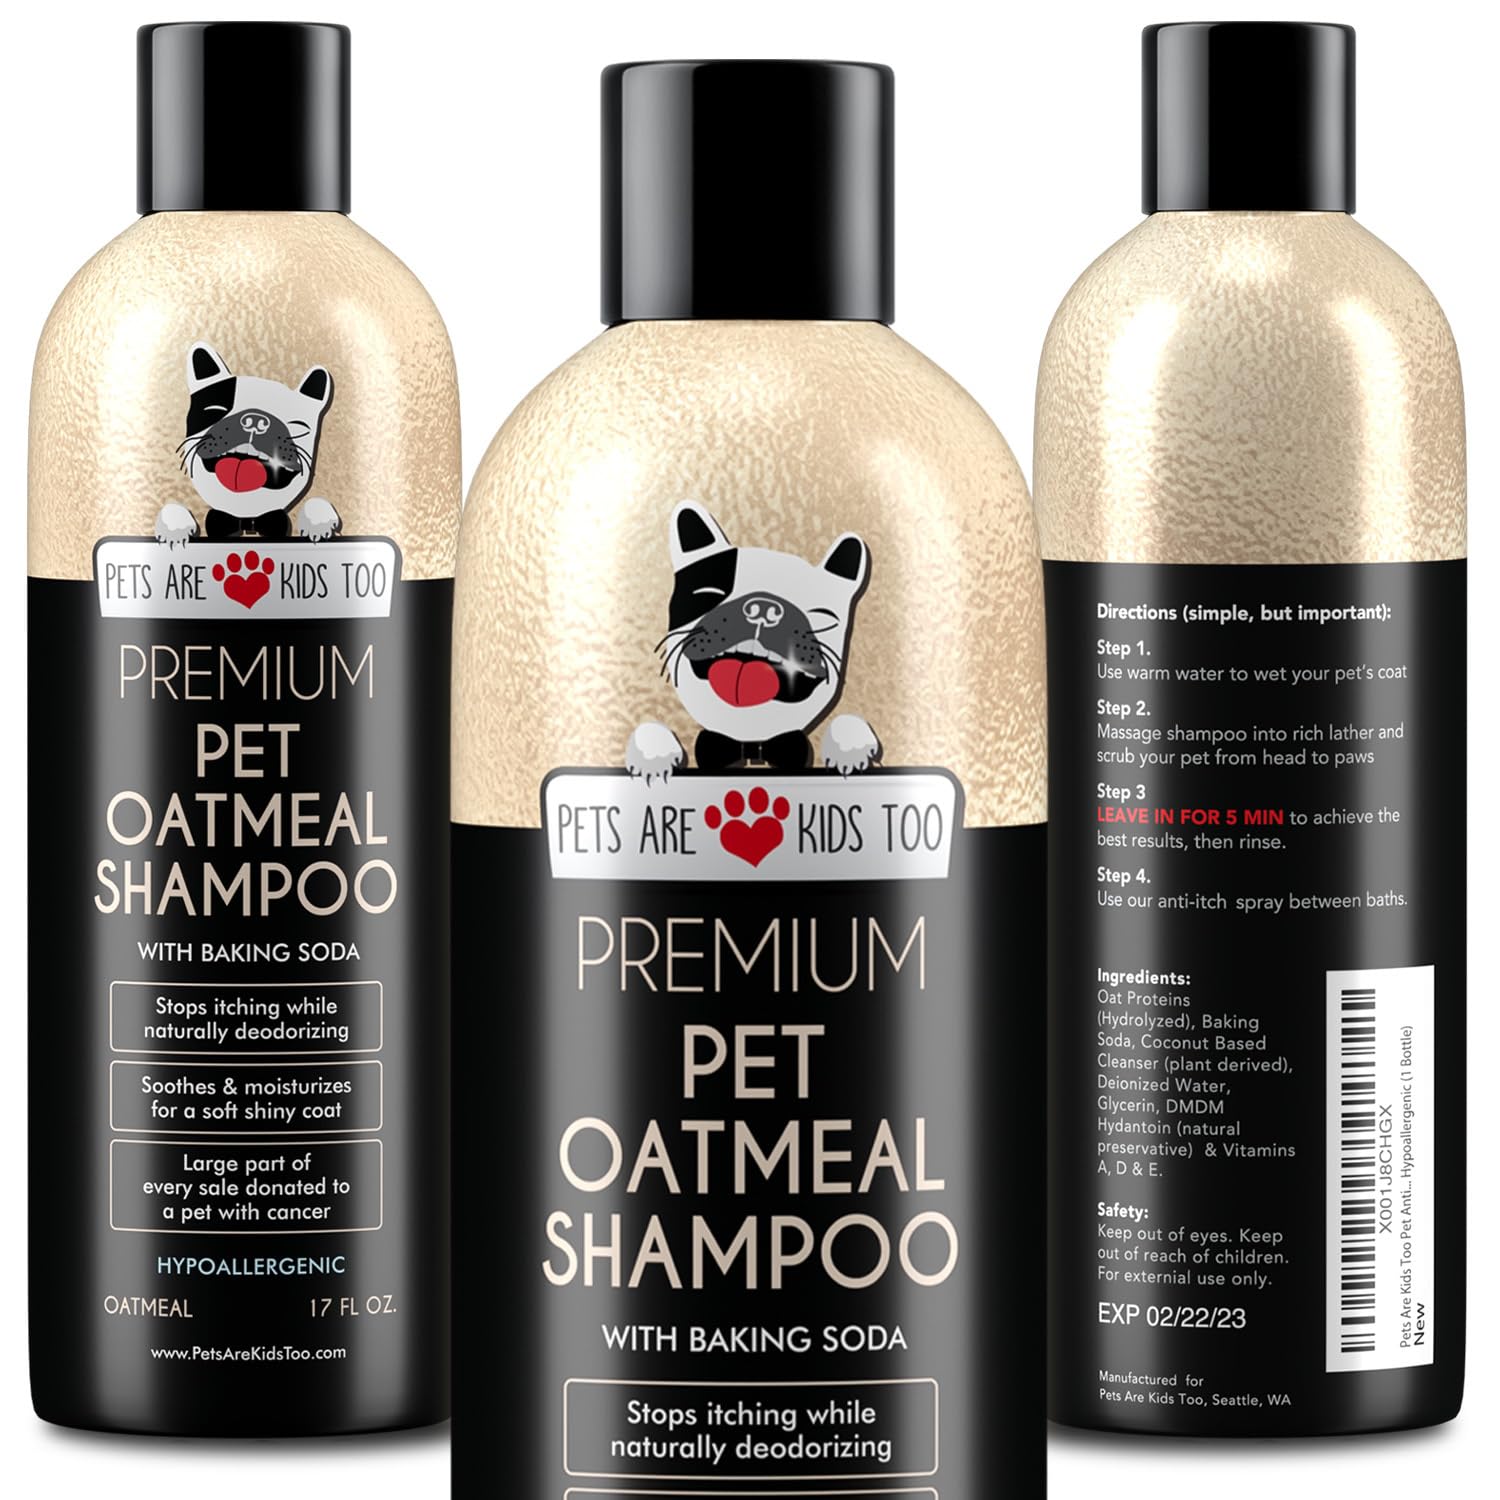 PETS ARE KIDS TOO
PREMIUM
PET
OATMEAL
SHAMPOO
WITH BAKING SODA
Stops itching while
naturally deodorizing
Soothes & moisturizes
for a soft shiny coat
Large part of
every sale donated to
a pet with cancer
HYPOALLERGENIC
OATMEAL 17 FL OZ.
www.PetsAreKidsToo.com
PETS ARE KIDS TOO
PREMIUM
PET
OATMEAL
SHAMPOO
WITH BAKING SODA
Stops itching while
naturally deodorizing
Directions (simple, but important):
Step 1.
Use warm water to wet your pet's coat
Step 2.
Massage shampoo into rich lather and
scrub your pet from head to paws
Step 3
LEAVE IN FOR 5 MIN to achieve the
best results, then rinse.
Step 4.
Use our anti-itch spray between baths.
Ingredients:
Oat Proteins
(Hydrolyzed), Baking
Soda, Coconut Based
Cleanser (plant derived),
Deionized Water,
Glycerin, DMDM
Hydantoin (natural
preservative) & Vitamins
A, D & E.
Safety:
Keep out of eyes. Keep
out of reach of children.
For externial use only.
EXP 02/22/23
Manufactured for
Pets Are Kids Too, Seattle, WA
X001J8CHGX
Pets Are Kids Too Pet Anti... Hypoallergenic (1 Bottle)
New